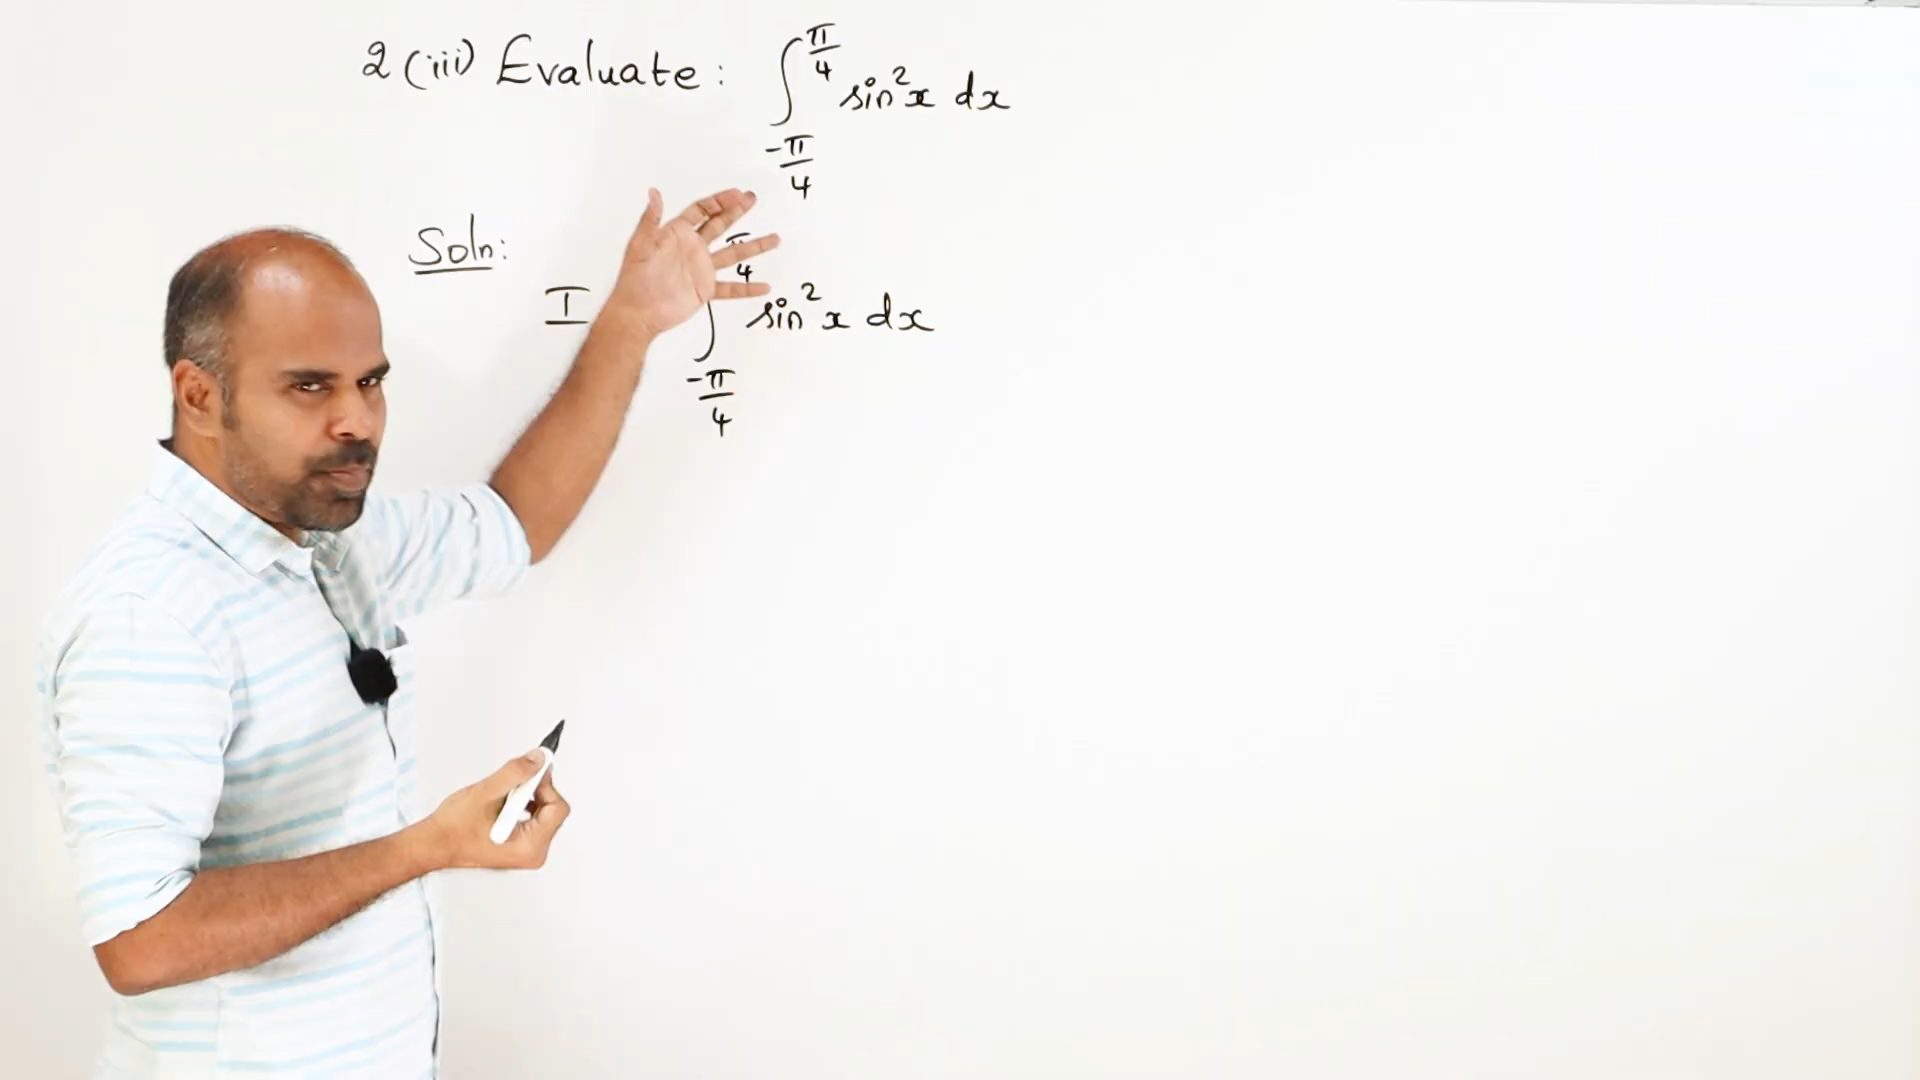 2 (iii) Evaluate: ∫_{-π/4}^{π/4} sin²x dx
Soln:
I ∫_{-π/4}^{π/4} sin²x dx